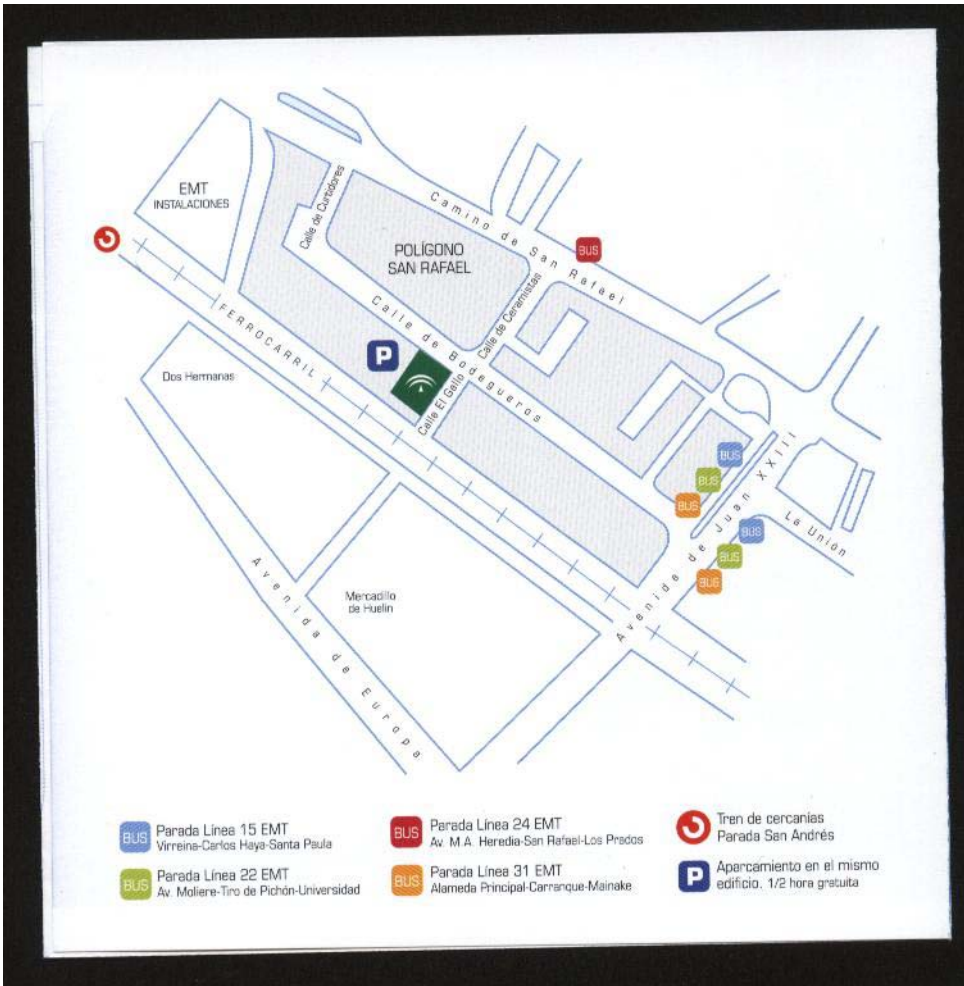 EMT
INSTALACIONES
Calle de Curtidores
Camino de San Rafael
BUS
POLÍGONO
SAN RAFAEL
Calle de Ceramistas
Calle de Bodegueros
FERROCARRIL
P
Calle El Gallo
Dos Hermanas
BUS
BUS
BUS
Avenida de Juan XXIII
BUS
BUS
BUS
La Unión
Avenida de Europa
Mercadillo
de Huelin
BUS
Parada Línea 15 EMT
Virreina-Carlos Haya-Santa Paula
BUS
Parada Línea 22 EMT
Av. Moliere-Tiro de Pichón-Universidad
BUS
Parada Línea 24 EMT
Av. M.A. Heredia-San Rafael-Los Prados
BUS
Parada Línea 31 EMT
Alameda Principal-Carranque-Mainake
Tren de cercanías
Parada San Andrés
P
Aparcamiento en el mismo
edificio. 1/2 hora gratuita